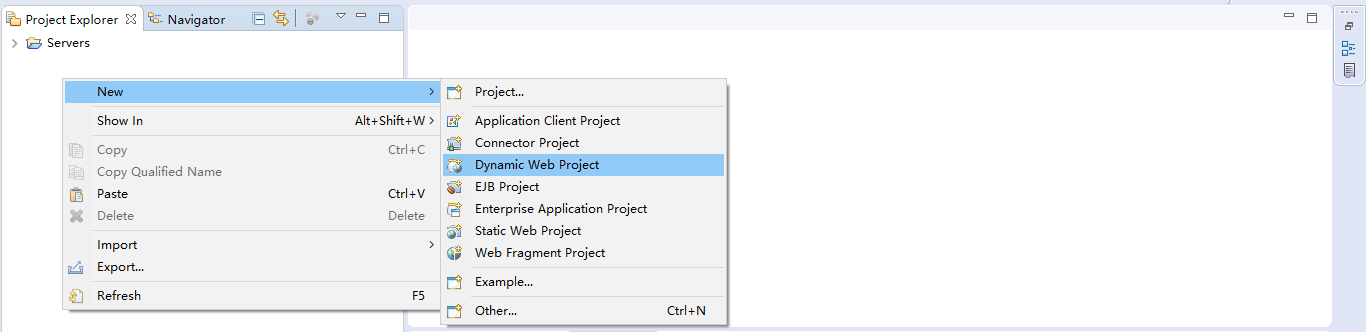 Project Explorer Navigator
Servers
New
Show In Alt+Shift+W
Copy Ctrl+C
Copy Qualified Name
Paste Ctrl+V
Delete Delete
Import
Export...
Refresh F5
Project...
Application Client Project
Connector Project
Dynamic Web Project
EJB Project
Enterprise Application Project
Static Web Project
Web Fragment Project
Example...
Other... Ctrl+N